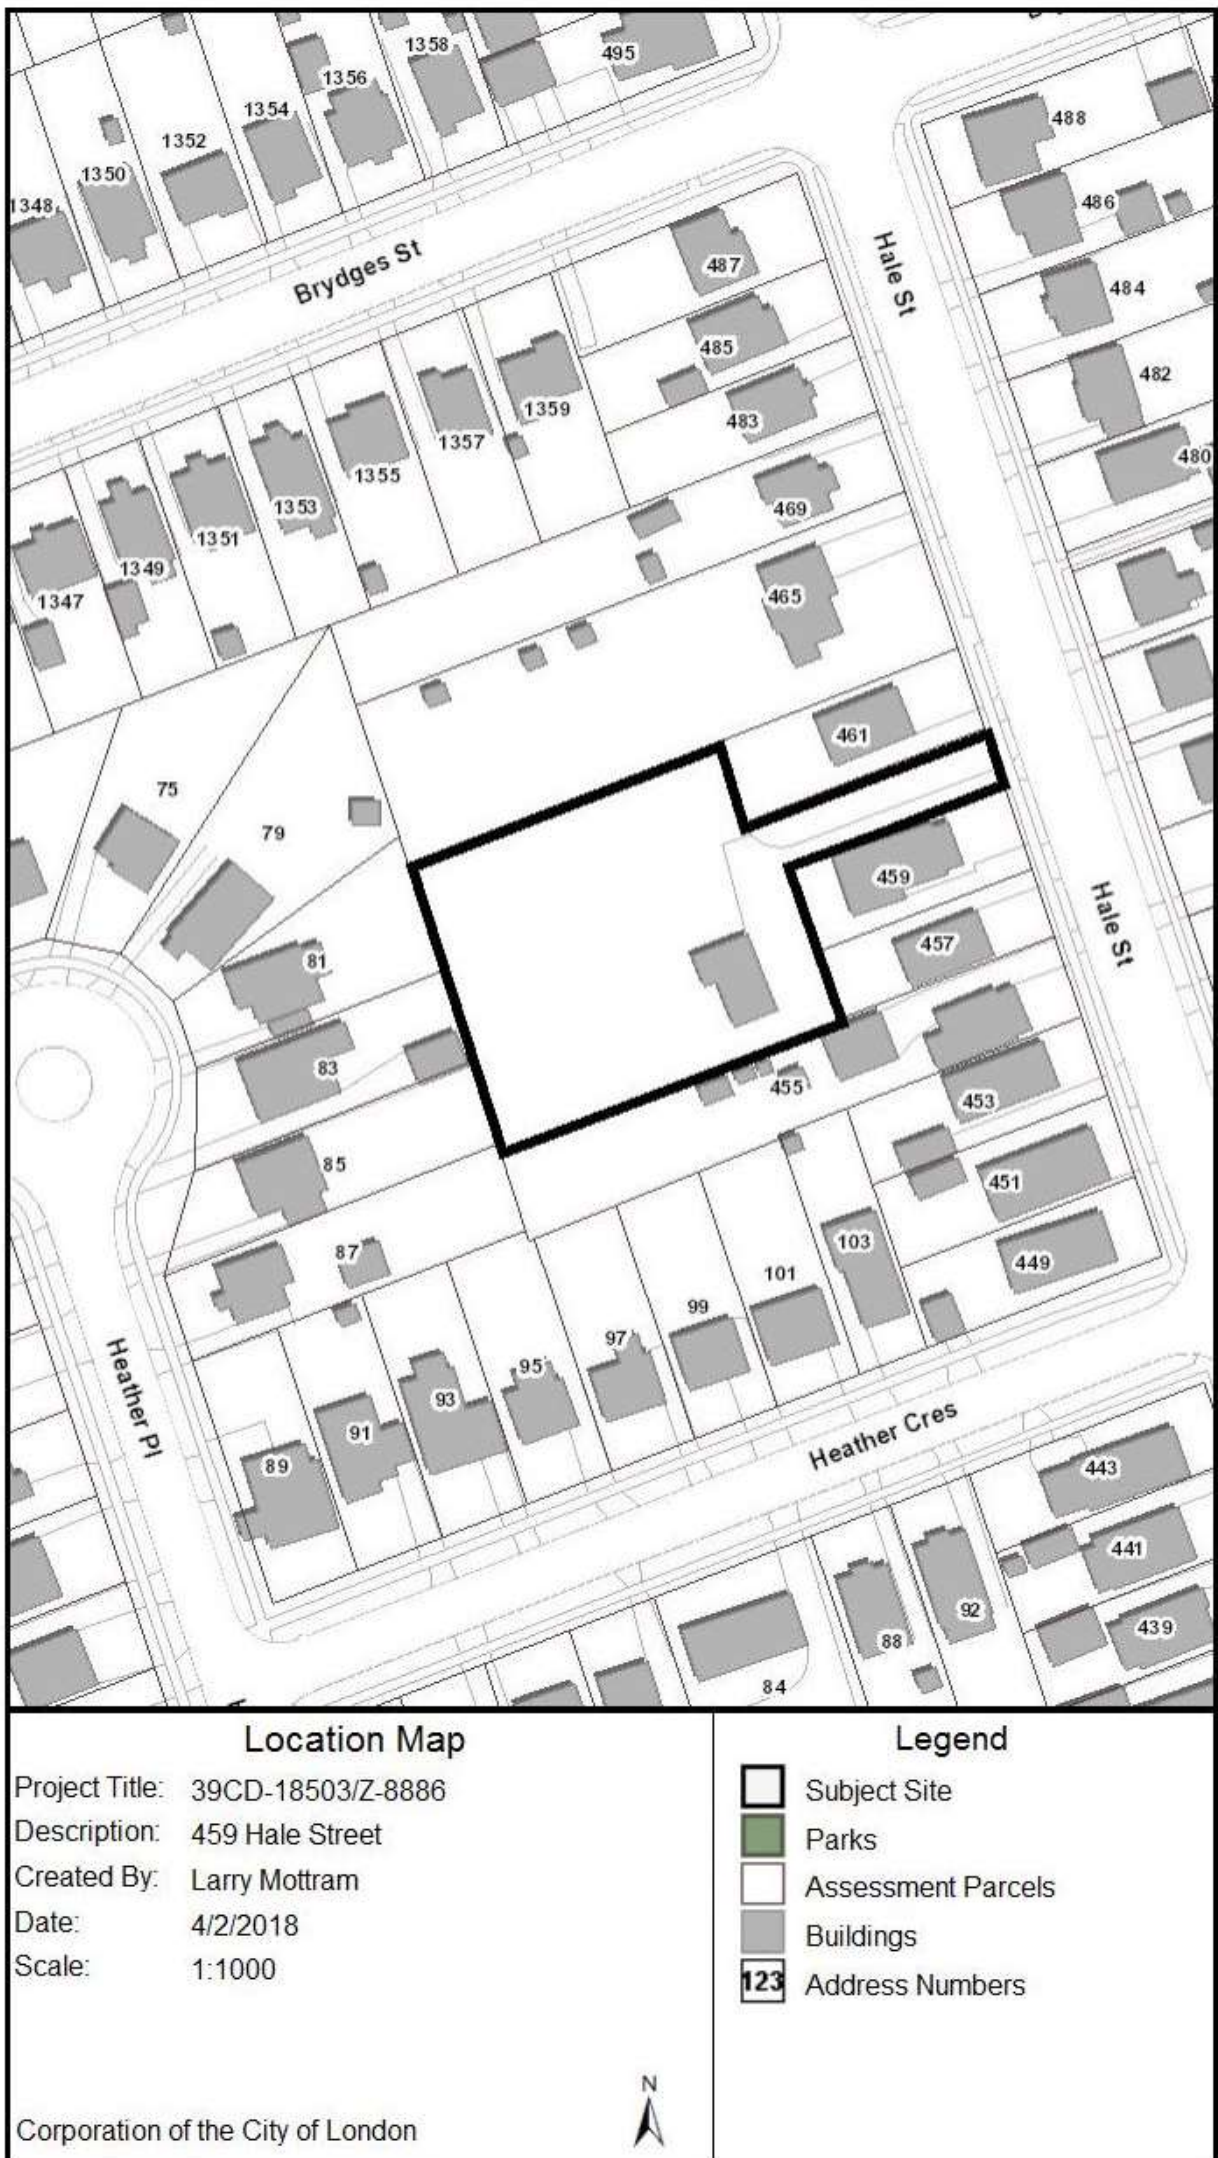 495
1358
1356
1354
1352
1350
1348
488
486
484
482
480
Brydges St
Hale St
487
485
483
469
465
461
1359
1357
1355
1353
1351
1349
1347
75
79
81
83
85
87
459
457
455
453
451
449
Hale St
103
101
99
97
95
93
91
89
Heather Pl
Heather Cres
443
441
439
92
88
84
Location Map
Project Title: 39CD-18503/Z-8886
Description: 459 Hale Street
Created By: Larry Mottram
Date: 4/2/2018
Scale: 1:1000
N
Corporation of the City of London
Legend
Subject Site
Parks
Assessment Parcels
Buildings
123 Address Numbers